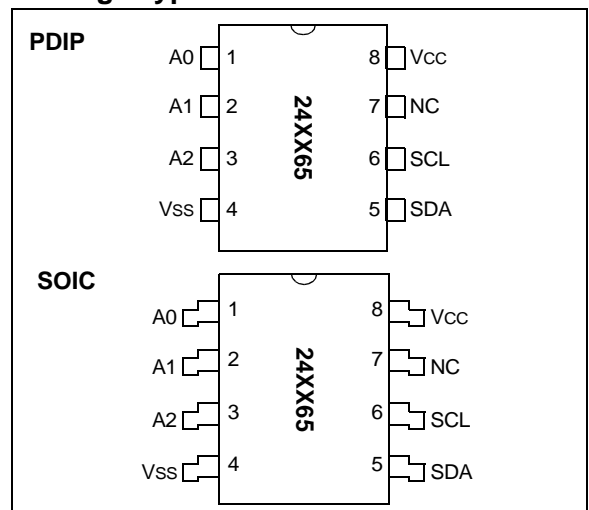 PDIP
A0 1 8 VCC
A1 2 7 NC
A2 3 6 SCL
VSS 4 5 SDA
24XX65
SOIC
A0 1 8 VCC
A1 2 7 NC
A2 3 6 SCL
VSS 4 5 SDA
24XX65